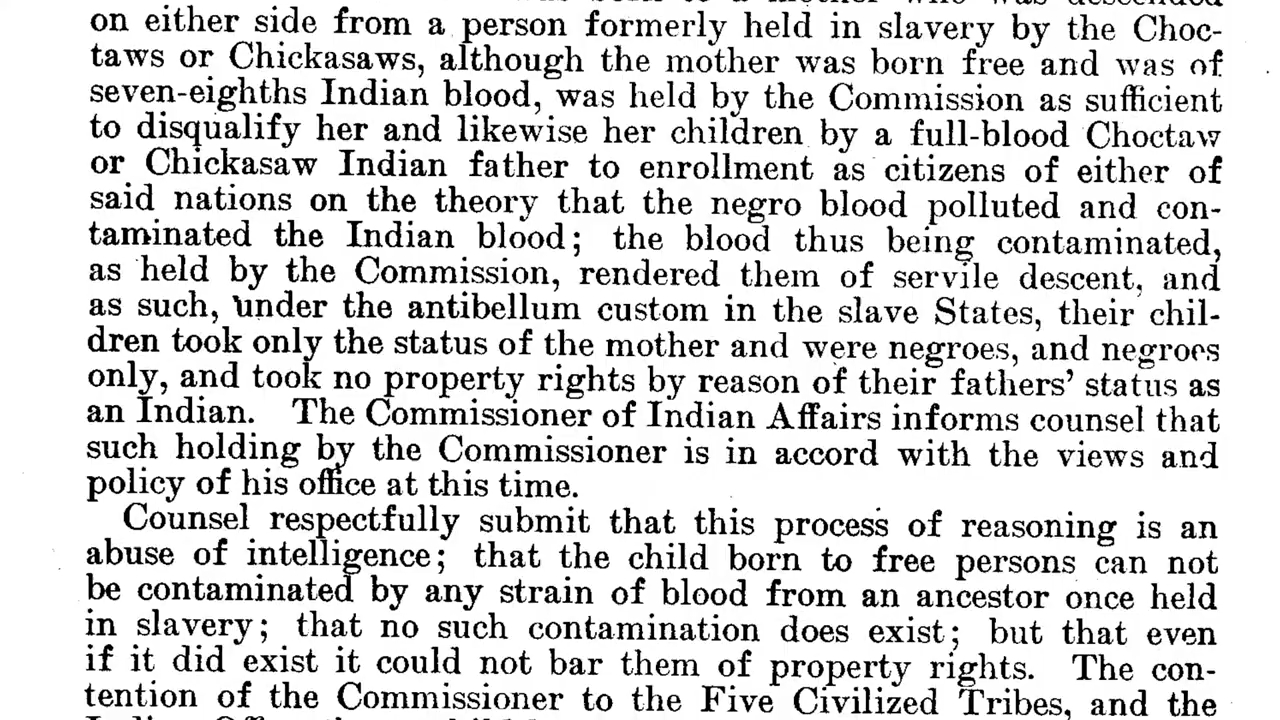 on either side from a person formerly held in slavery by the Choc-
taws or Chickasaws, although the mother was born free and was of
seven-eighths Indian blood, was held by the Commission as sufficient
to disqualify her and likewise her children by a full-blood Choctaw
or Chickasaw Indian father to enrollment as citizens of either of
said nations on the theory that the negro blood polluted and con-
taminated the Indian blood; the blood thus being contaminated,
as held by the Commission, rendered them of servile descent, and
as such, under the antibellum custom in the slave States, their chil-
dren took only the status of the mother and were negroes, and negroes
only, and took no property rights by reason of their fathers' status as
an Indian. The Commissioner of Indian Affairs informs counsel that
such holding by the Commissioner is in accord with the views and
policy of his office at this time.
Counsel respectfully submit that this process of reasoning is an
abuse of intelligence; that the child born to free persons can not
be contaminated by any strain of blood from an ancestor once held
in slavery; that no such contamination does exist; but that even
if it did exist it could not bar them of property rights. The con-
tention of the Commissioner to the Five Civilized Tribes, and the